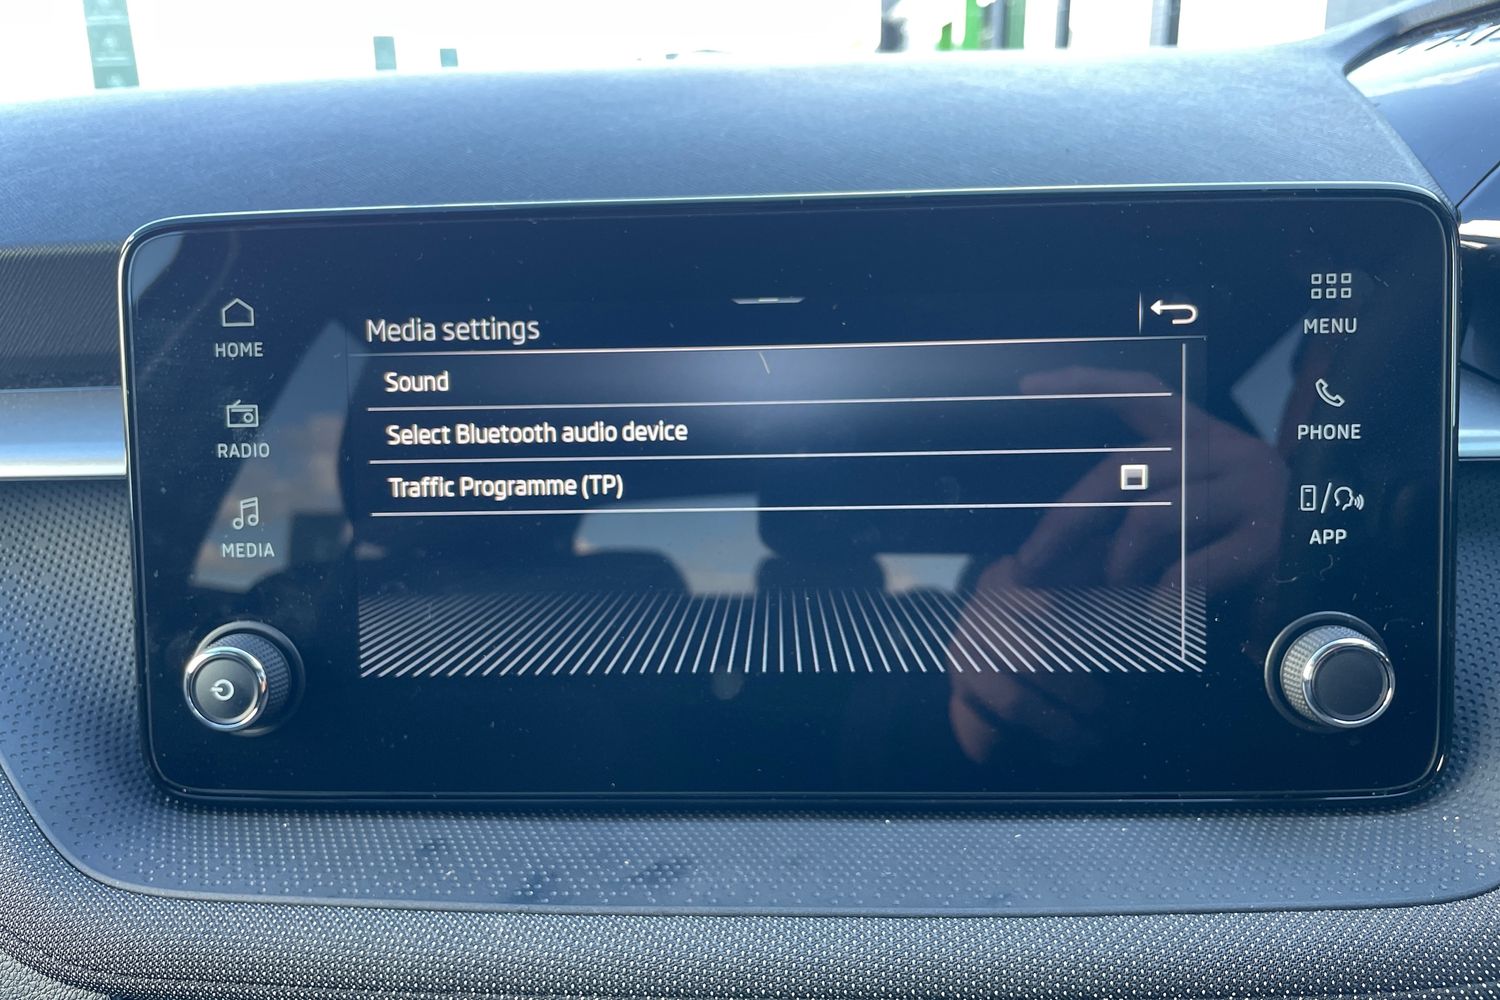 HOME
RADIO
MEDIA
Media settings
Sound
Select Bluetooth audio device
Traffic Programme (TP)
MENU
PHONE
APP